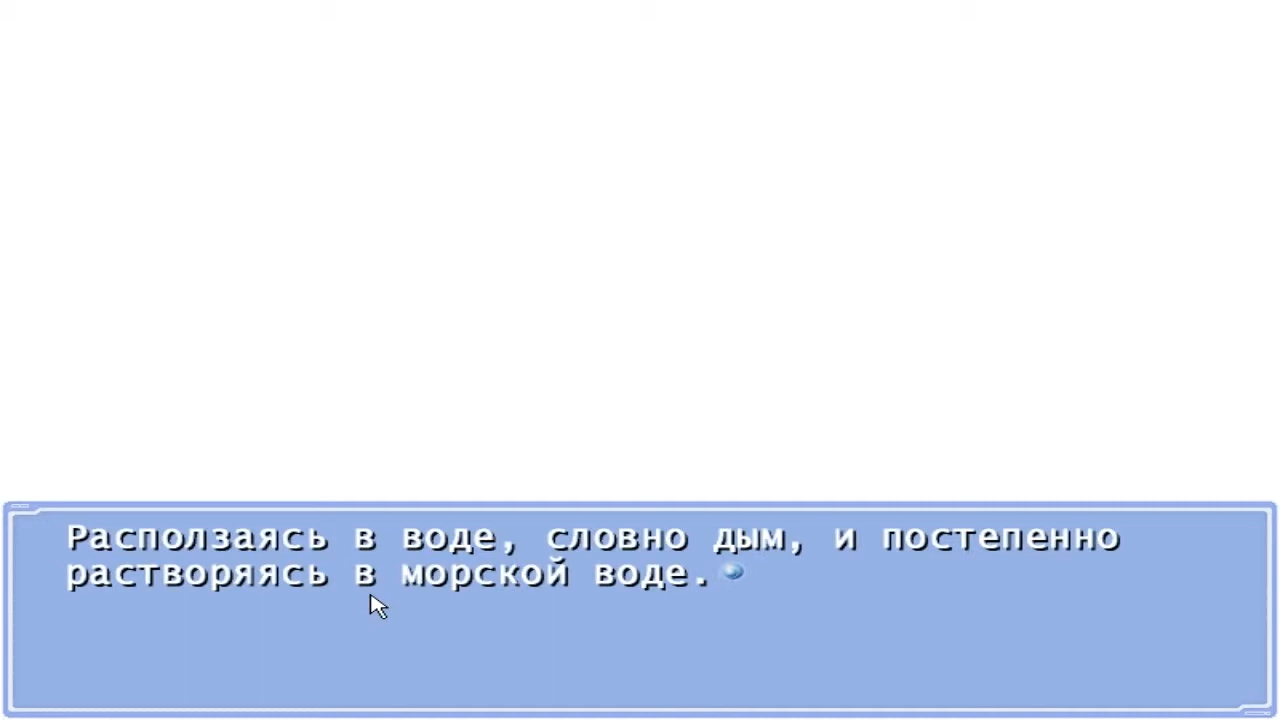 Расползаясь в воде, словно дым, и постепенно
растворяясь в морской воде.